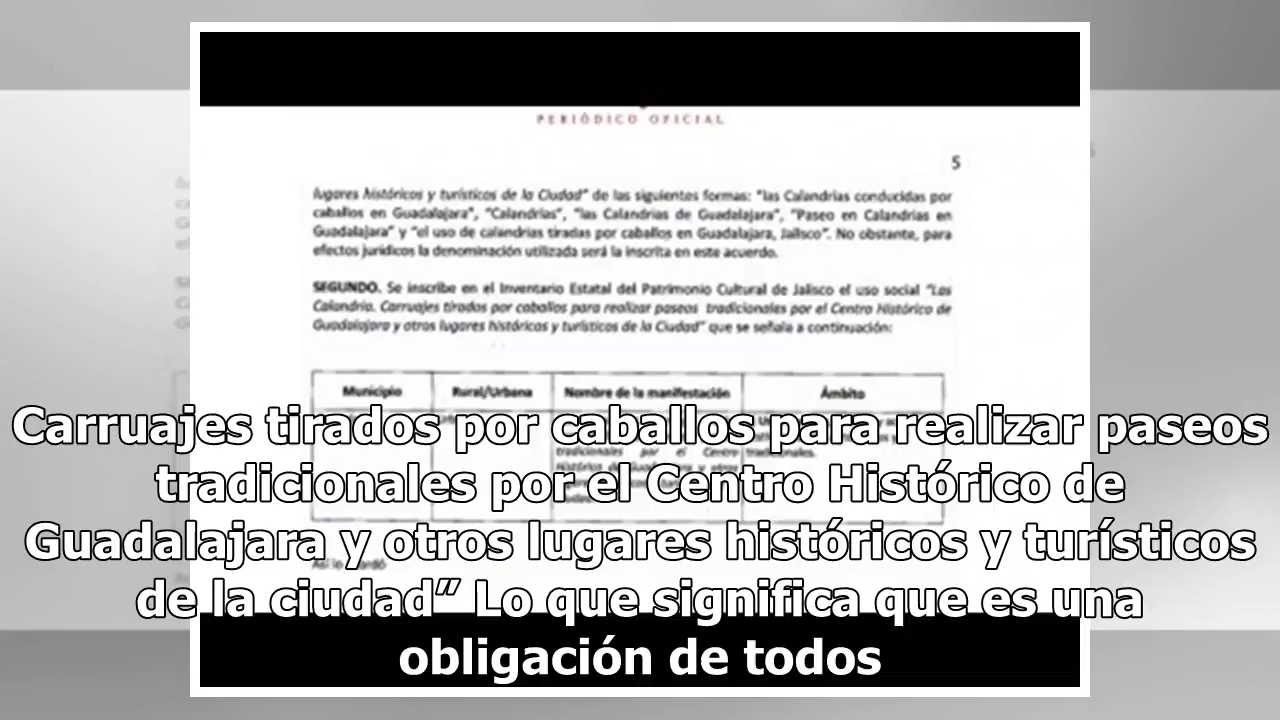 PERIÓDICO OFICIAL
5
lugares históricos y turísticos de la Ciudad” de las siguientes formas: “las Calandrias conducidas por
caballos en Guadalajara”, “Calandrias”, “las Calandrias de Guadalajara”, “Paseo en Calandrias en
Guadalajara” y “el uso de calandrias tiradas por caballos en Guadalajara, Jalisco”. No obstante, para
efectos jurídicos la denominación utilizada será la inscrita en este acuerdo.
SEGUNDO. Se inscribe en el Inventario Estatal del Patrimonio Cultural de Jalisco el uso social “Las
Calandria. Carruajes tirados por caballos para realizar paseos tradicionales por el Centro Histórico de
Guadalajara y otros lugares históricos y turísticos de la Ciudad” que se señala a continuación:
Municipio Rural/Urbana Nombre de la manifestación Ámbito
Carruajes tirados por caballos para realizar paseos
tradicionales por el Centro Histórico de
Guadalajara y otros lugares históricos y turísticos
de la ciudad” Lo que significa que es una
obligación de todos